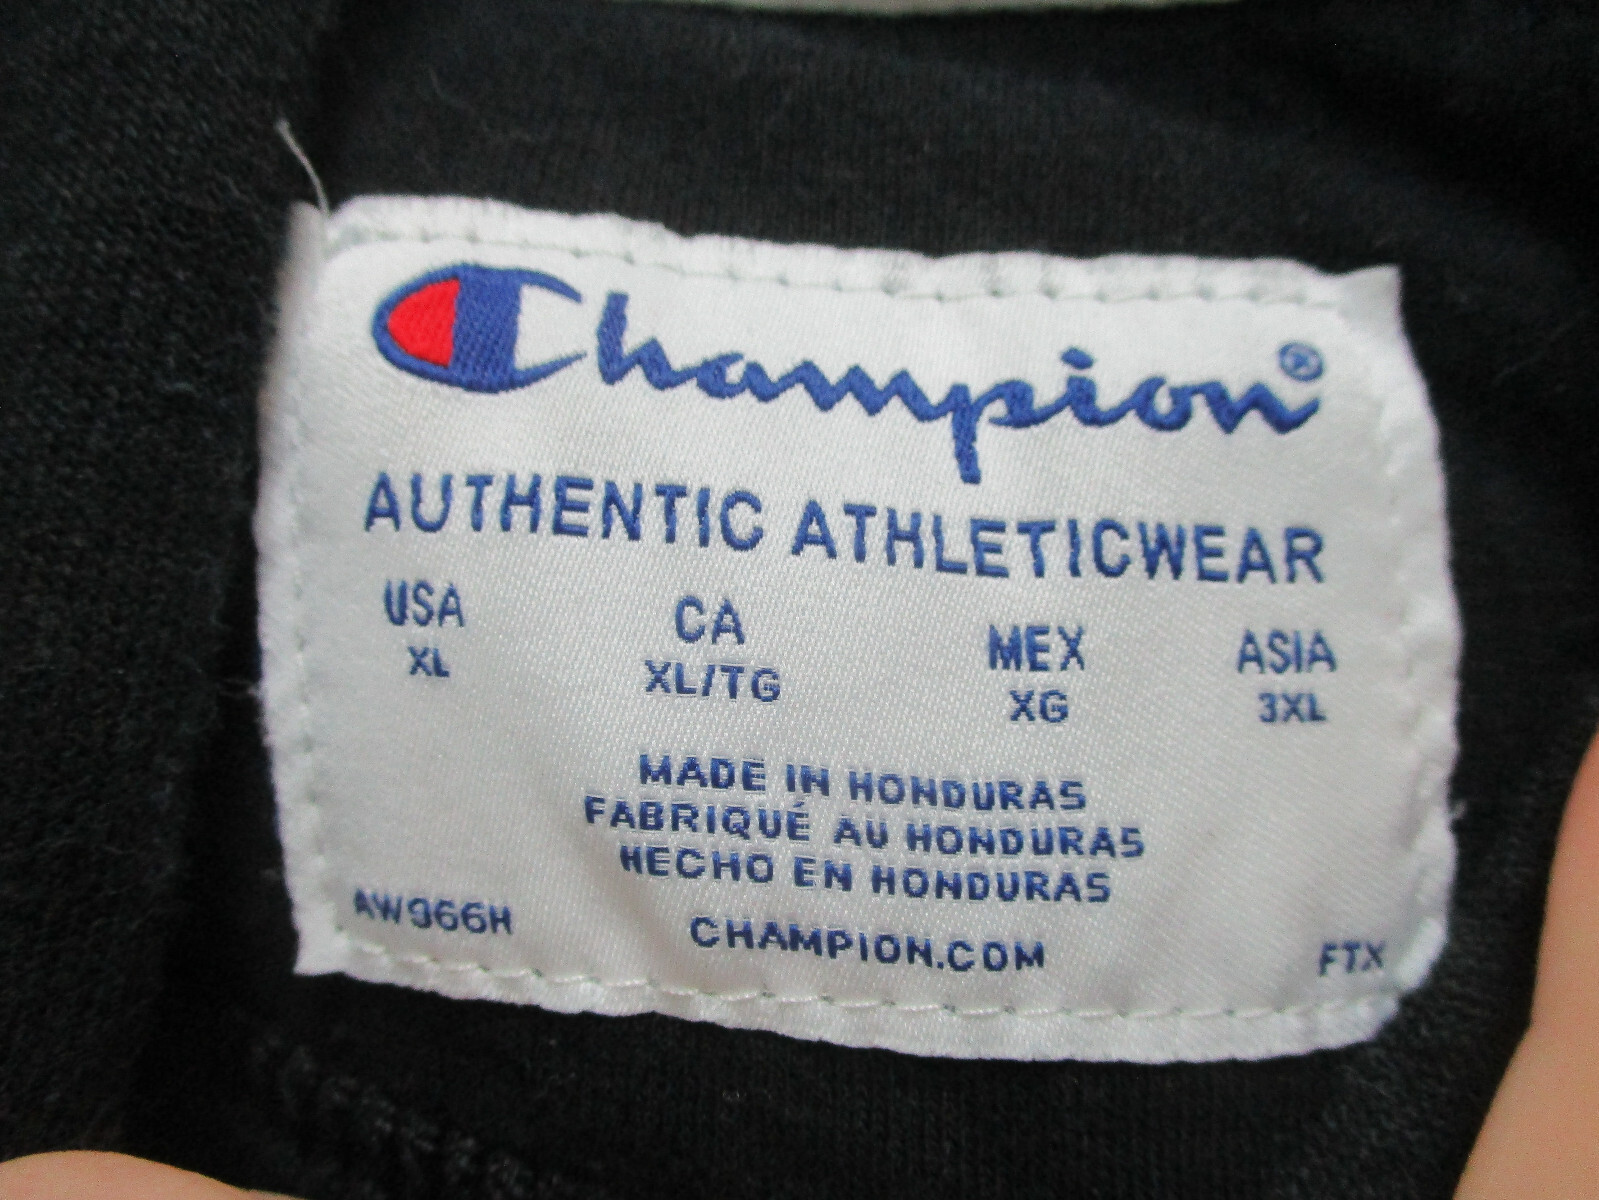 Champion®
AUTHENTIC ATHLETICWEAR
USA CA MEX ASIA
XL XL/TG XG 3XL
MADE IN HONDURAS
FABRIQUÉ AU HONDURAS
HECHO EN HONDURAS
AW966H CHAMPION.COM FTX